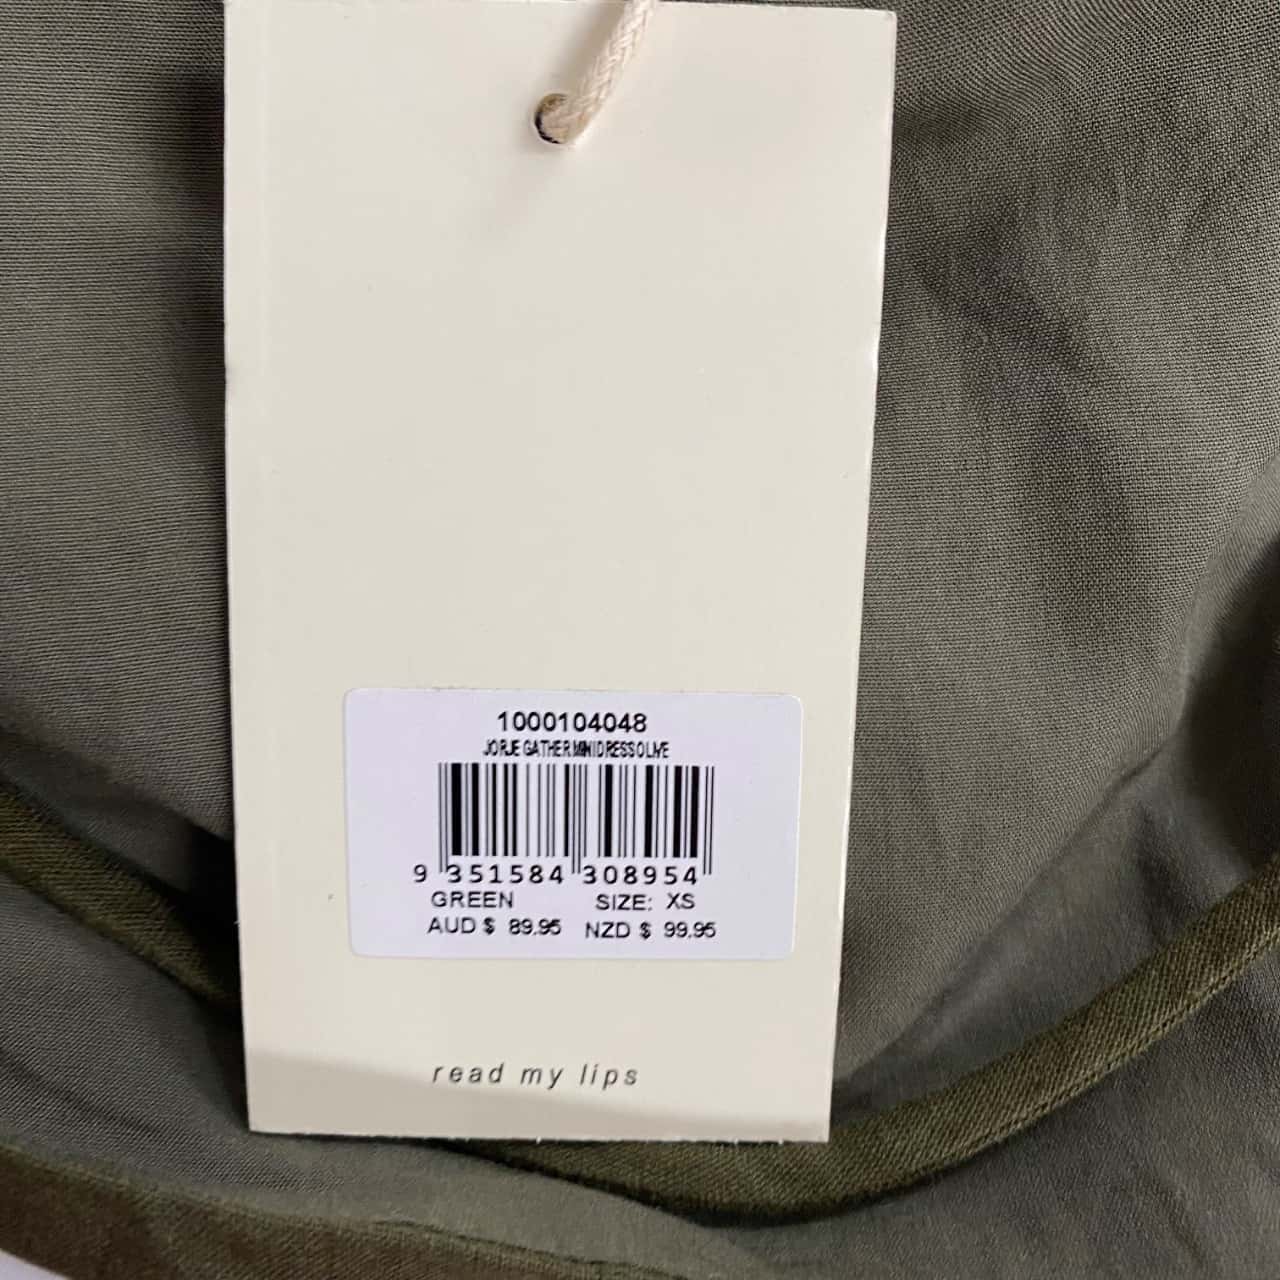 1000104048
JORJE GATHER MINI DRESS OLIVE
9 351584 308954
GREEN SIZE: XS
AUD $ 89.95 NZD $ 99.95
read my lips